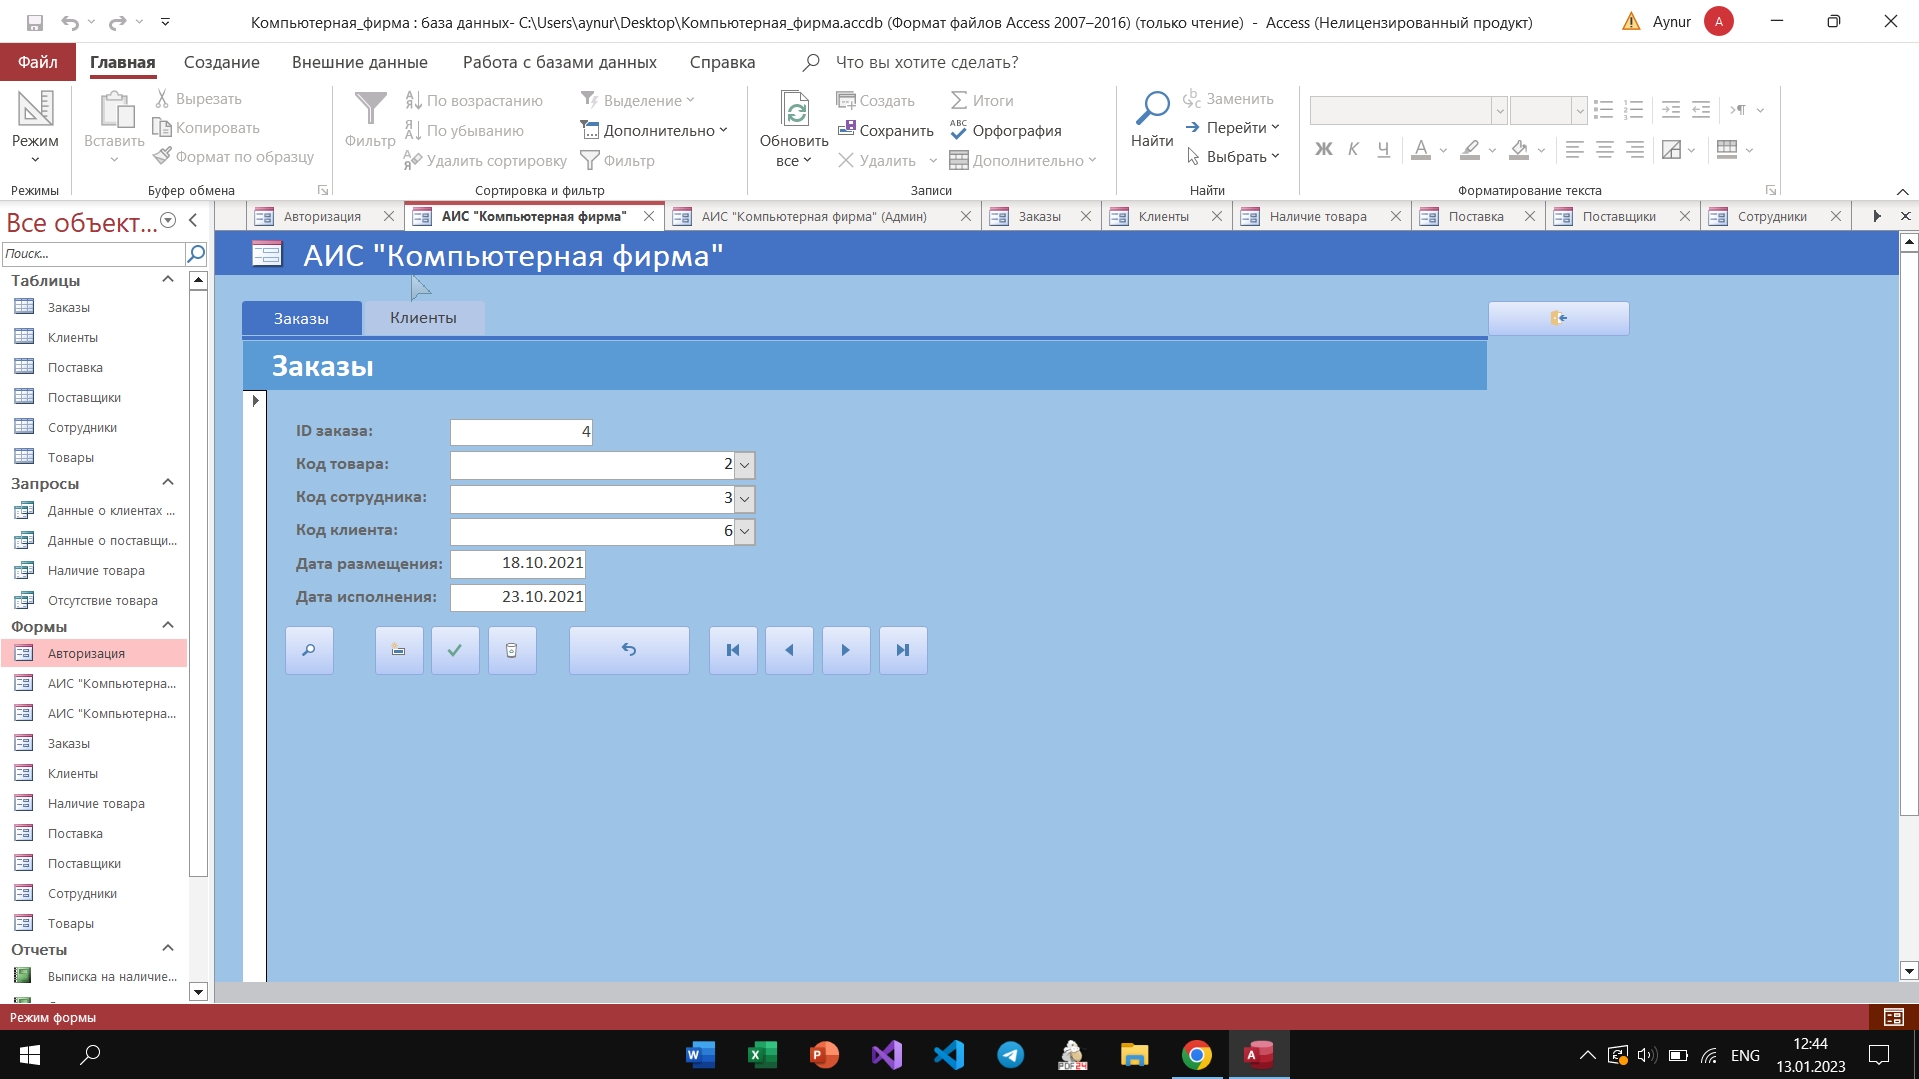 Компьютерная_фирма : база данных- C:\Users\aynur\Desktop\Компьютерная_фирма.accdb (Формат файлов Access 2007–2016) (только чтение) - Access (Нелицензированный продукт)
Aynur
A
Файл
Главная
Создание
Внешние данные
Работа с базами данных
Справка
Что вы хотите сделать?
Режим
Режимы
Вставить
Вырезать
Копировать
Формат по образцу
Буфер обмена
Фильтр
По возрастанию
По убыванию
Удалить сортировку
Выделение
Дополнительно
Фильтр
Сортировка и фильтр
Обновить
все
Создать
Сохранить
Удалить
Итоги
Орфография
Дополнительно
Записи
Найти
Заменить
Перейти
Выбрать
Найти
Ж К Ч А
Форматирование текста
Все объект...
Поиск...
Таблицы
Заказы
Клиенты
Поставка
Поставщики
Сотрудники
Товары
Запросы
Данные о клиентах ...
Данные о поставщи...
Наличие товара
Отсутствие товара
Формы
Авторизация
АИС "Компьютерна...
АИС "Компьютерна...
Заказы
Клиенты
Наличие товара
Поставка
Поставщики
Сотрудники
Товары
Отчеты
Выписка на наличие...
Авторизация
АИС "Компьютерная фирма"
АИС "Компьютерная фирма" (Админ)
Заказы
Клиенты
Наличие товара
Поставка
Поставщики
Сотрудники
АИС "Компьютерная фирма"
Заказы
Клиенты
Заказы
ID заказа: 4
Код товара: 2
Код сотрудника: 3
Код клиента: 6
Дата размещения: 18.10.2021
Дата исполнения: 23.10.2021
Режим формы
ENG
12:44
13.01.2023